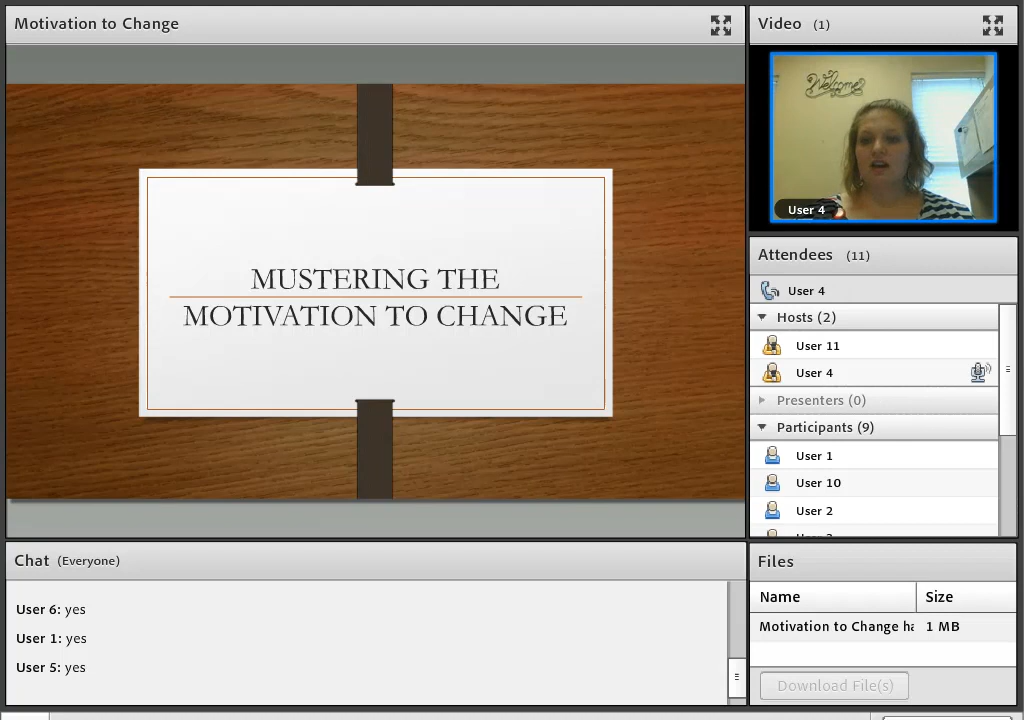 Motivation to Change
MUSTERING THE
MOTIVATION TO CHANGE
Video (1)
Welcome
User 4
Attendees (11)
User 4
Hosts (2)
User 11
User 4
Presenters (0)
Participants (9)
User 1
User 10
User 2
Chat (Everyone)
User 6: yes
User 1: yes
User 5: yes
Files
Name Size
Motivation to Change ha 1 MB
Download File(s)